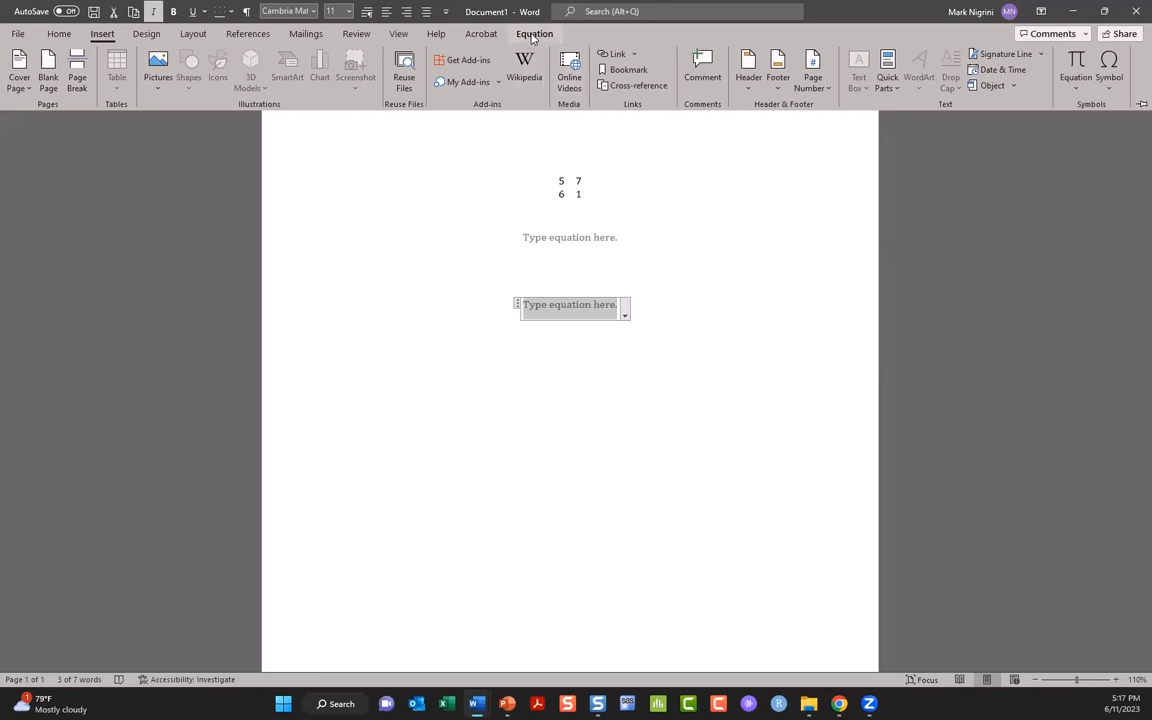 AutoSave Off I B U ¶ Cambria Mat 11 Document1 - Word Search (Alt+Q) Mark Nigrini MN
File Home Insert Design Layout References Mailings Review View Help Acrobat Equation Comments Share
Cover Page Blank Page Page Break Table Pictures Shapes Icons 3D Models SmartArt Chart Screenshot Reuse Files Get Add-ins My Add-ins W Wikipedia Online Videos Link Bookmark Cross-reference Comment Header Footer Page Number Text Box Quick Parts WordArt Drop Cap Signature Line Date & Time Object Equation Symbol
Pages Tables Illustrations Reuse Files Add-ins Media Links Comments Header & Footer Text Symbols
5 7
6 1
Type equation here.
Type equation here.
Page 1 of 1 3 of 7 words Accessibility: Investigate Focus 110%
1 79°F Mostly cloudy Search 5:17 PM 6/11/2023